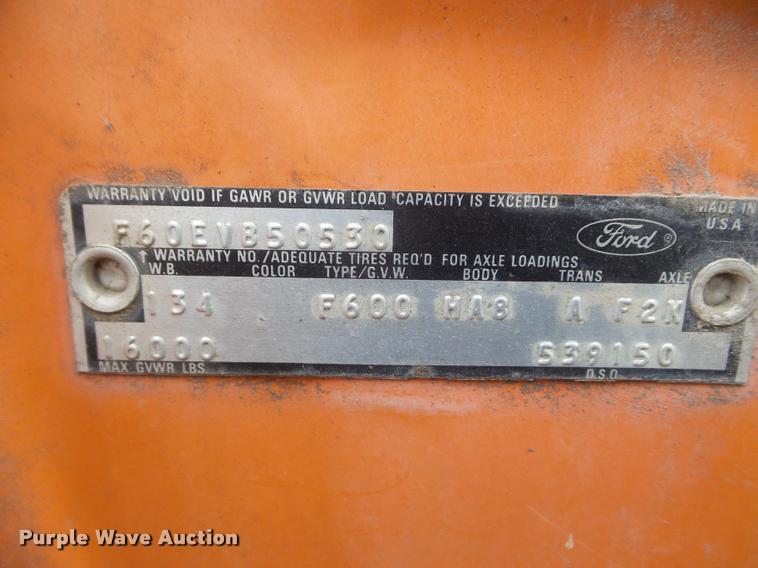 WARRANTY VOID IF GAWR OR GVWR LOAD CAPACITY IS EXCEEDED
MADE IN
U.S.A
F60EVB50530
Ford ®
↑ WARRANTY NO./ADEQUATE TIRES REQ'D FOR AXLE LOADINGS
W.B. COLOR TYPE/G.V.W. BODY TRANS AXLE
134 F600 HA8 A F2N
16000 539150
MAX. GVWR LBS D.S.O.
Purple Wave Auction